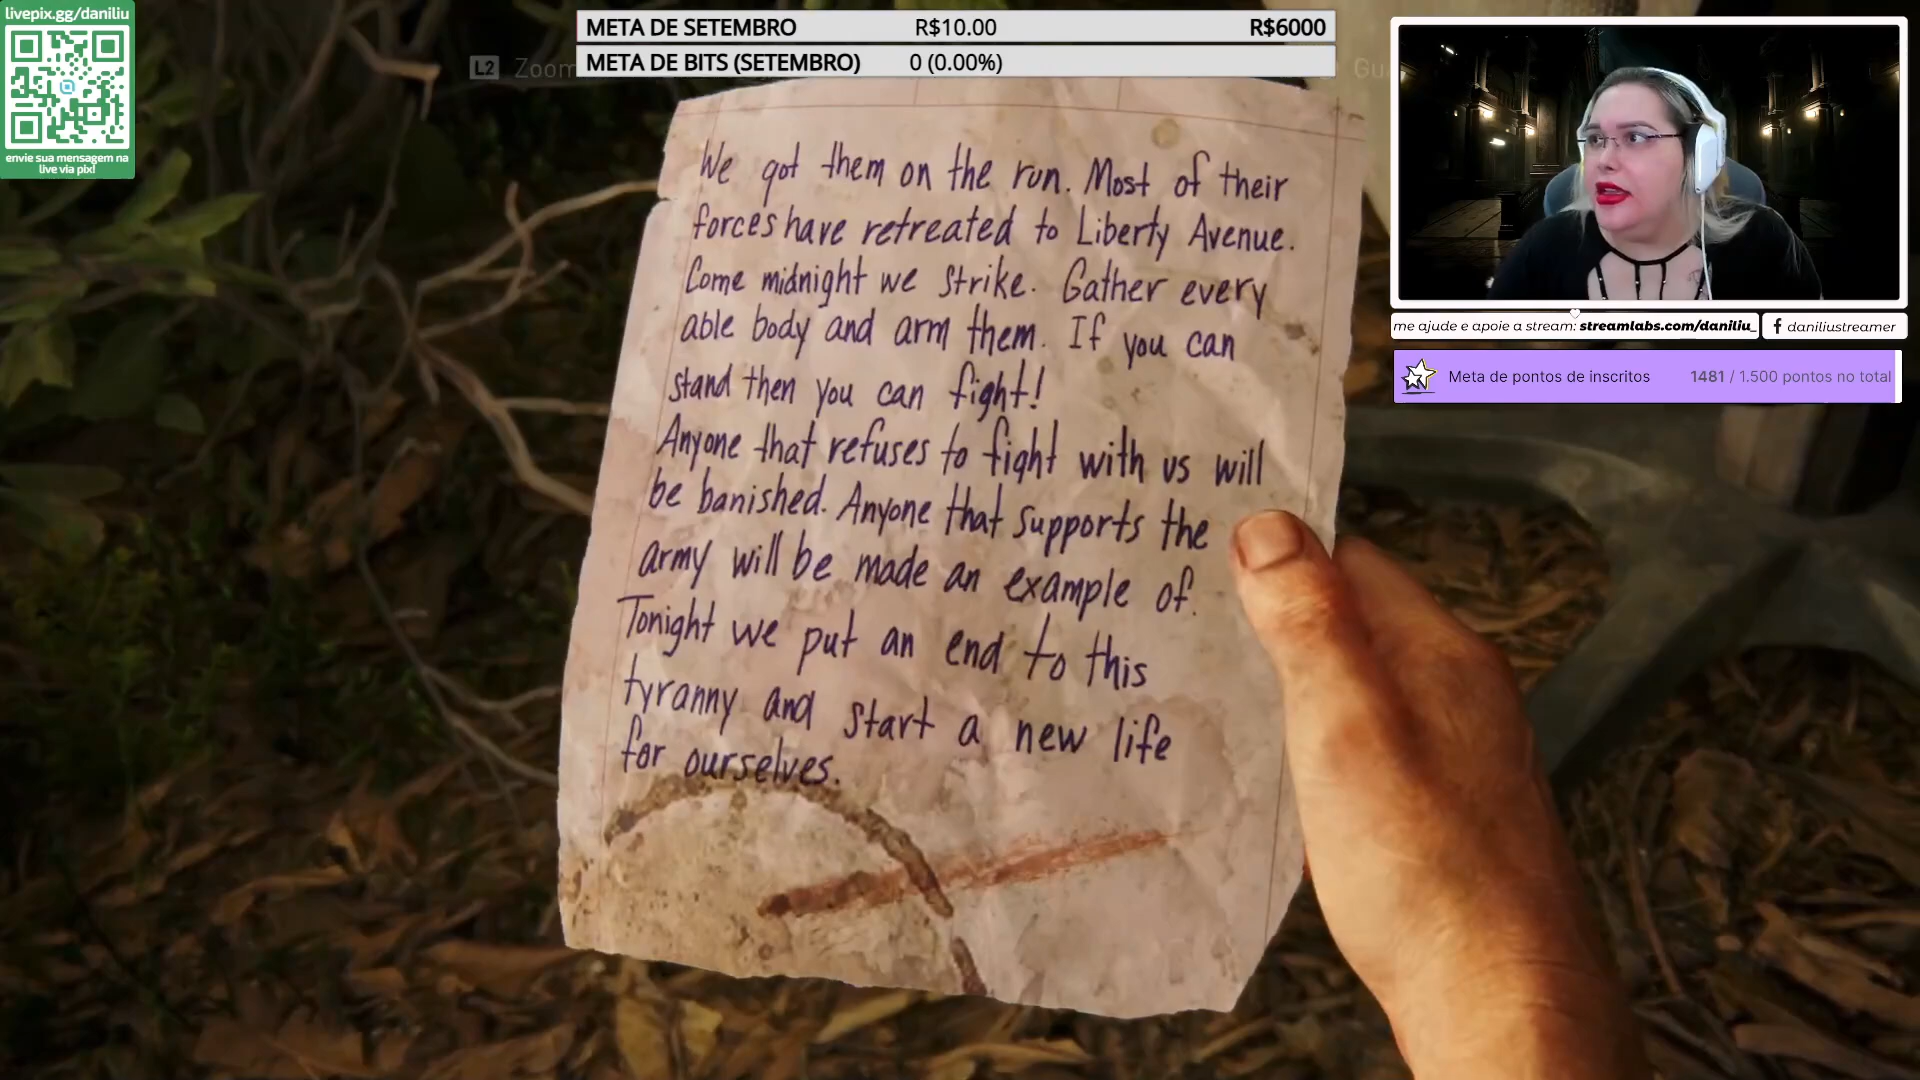 livepix.gg/daniliu
envie sua mensagem na
live via pix!
META DE SETEMBRO R$10.00 R$6000
META DE BITS (SETEMBRO) 0 (0.00%)
L2 Zoom
We got them on the run. Most of their
forces have retreated to Liberty Avenue.
Come midnight we strike. Gather every
able body and arm them. If you can
stand then you can fight!
Anyone that refuses to fight with us will
be banished. Anyone that supports the
army will be made an example of.
Tonight we put an end to this
tyranny and start a new life
for ourselves.
me ajude e apoie a stream: streamlabs.com/daniliu_
daniliustreamer
Meta de pontos de inscritos 1481 / 1.500 pontos no total